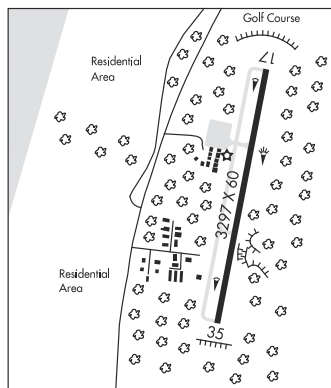 Golf Course
Residential
Area
17
3297 X 60
Residential
Area
35